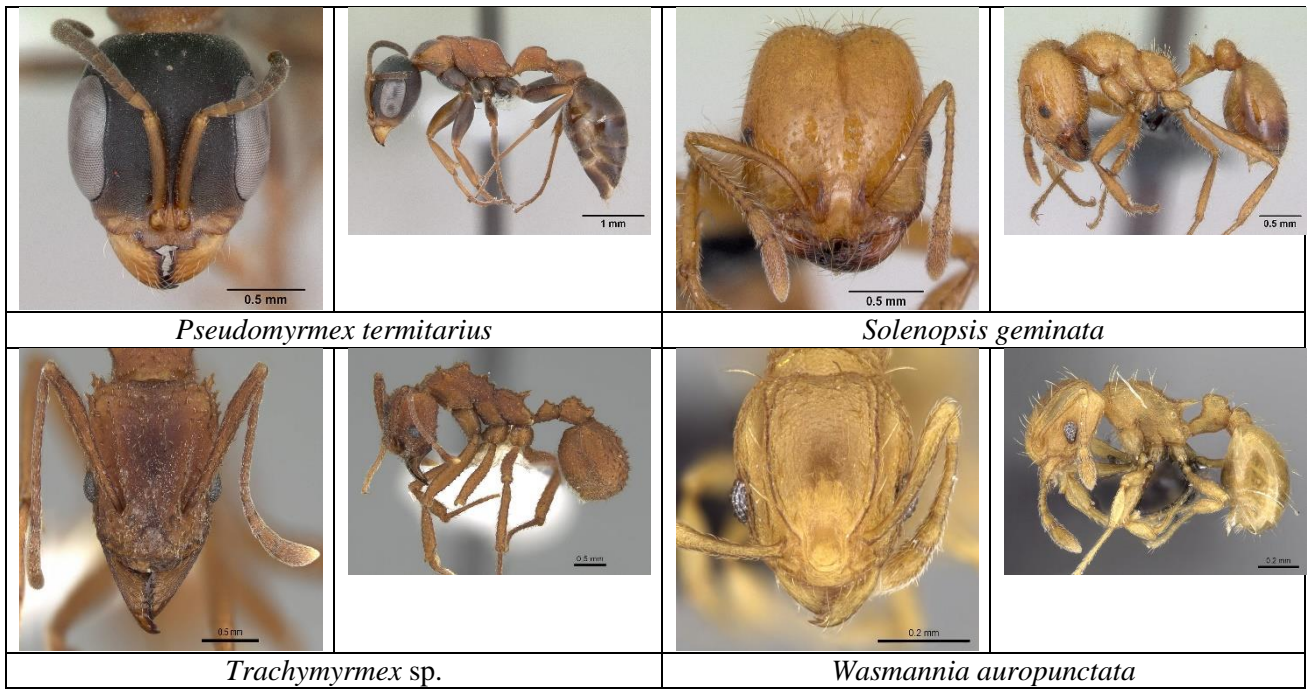 0.5 mm
1 mm
0.5 mm
0.5 mm
Pseudomyrmex termitarius
Solenopsis geminata
0.5 mm
0.5 mm
0.2 mm
0.2 mm
Trachymyrmex sp.
Wasmannia auropunctata